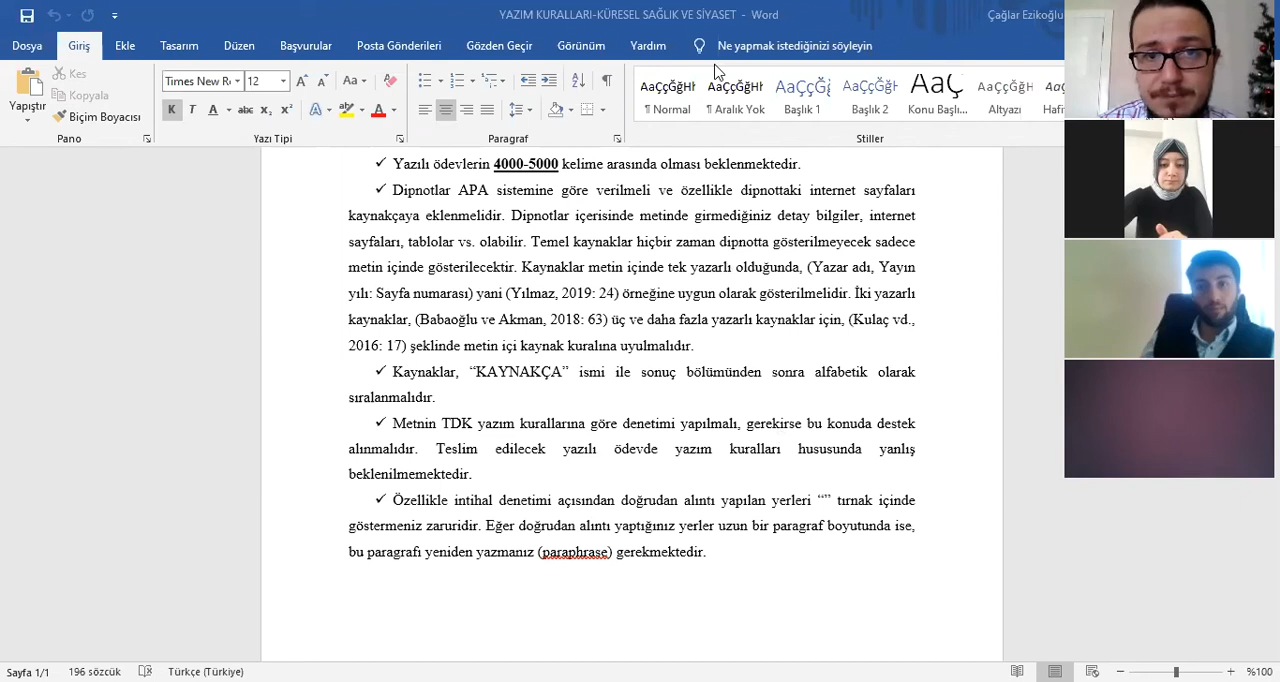 YAZIM KURALLARI-KÜRESEL SAĞLIK VE SİYASET - Word
Çağlar Ezikoğlu
Dosya Giriş Ekle Tasarım Düzen Başvurular Posta Gönderileri Gözden Geçir Görünüm Yardım Ne yapmak istediğinizi söyleyin
Yapıştır
Kes
Kopyala
Biçim Boyacısı
Pano
Times New R 12 Aa
K T A abc x₂ x² A ab A
Yazı Tipi
Paragraf
AaÇçĞğHł AaÇçĞğHł AaÇçĞğ AaÇçĞğH AaÇ AaÇçĞğH AaÇçĞğH
¶ Normal ¶ Aralık Yok Başlık 1 Başlık 2 Konu Başlı... Altyazı Hafi
Stiller
✓ Yazılı ödevlerin 4000-5000 kelime arasında olması beklenmektedir.
✓ Dipnotlar APA sistemine göre verilmeli ve özellikle dipnottaki internet sayfaları
kaynakçaya eklenmelidir. Dipnotlar içerisinde metinde girmediğiniz detay bilgiler, internet
sayfaları, tablolar vs. olabilir. Temel kaynaklar hiçbir zaman dipnotta gösterilmeyecek sadece
metin içinde gösterilecektir. Kaynaklar metin içinde tek yazarlı olduğunda, (Yazar adı, Yayın
yılı: Sayfa numarası) yani (Yılmaz, 2019: 24) örneğine uygun olarak gösterilmelidir. İki yazarlı
kaynaklar, (Babaoğlu ve Akman, 2018: 63) üç ve daha fazla yazarlı kaynaklar için, (Kulaç vd.,
2016: 17) şeklinde metin içi kaynak kuralına uyulmalıdır.
✓ Kaynaklar, “KAYNAKÇA” ismi ile sonuç bölümünden sonra alfabetik olarak
sıralanmalıdır.
✓ Metnin TDK yazım kurallarına göre denetimi yapılmalı, gerekirse bu konuda destek
alınmalıdır. Teslim edilecek yazılı ödevde yazım kuralları hususunda yanlış
beklenilmemektedir.
✓ Özellikle intihal denetimi açısından doğrudan alıntı yapılan yerleri “” tırnak içinde
göstermeniz zaruridir. Eğer doğrudan alıntı yaptığınız yerler uzun bir paragraf boyutunda ise,
bu paragrafı yeniden yazmanız (paraphrase) gerekmektedir.
Sayfa 1/1 196 sözcük Türkçe (Türkiye) %100